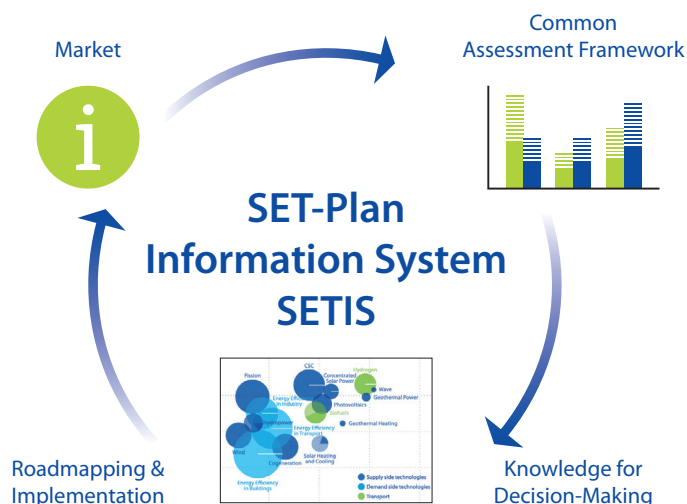 Common
Market
Assessment Framework
i
SET-Plan
Information System
SETIS
CSC
Hydrogen
Fission
Concentrated
Solar Power
Wave
Energy Efficiency
in Industry
Photovoltaics
Geothermal Power
Biofuels
Energy Efficiency
in Transport
Geothermal Heating
Wind
Cogeneration
Solar Heating
and Cooling
Energy Efficiency
in Buildings
Supply side technologies
Demand side technologies
Transport
Roadmapping &
Implementation
Knowledge for
Decision-Making